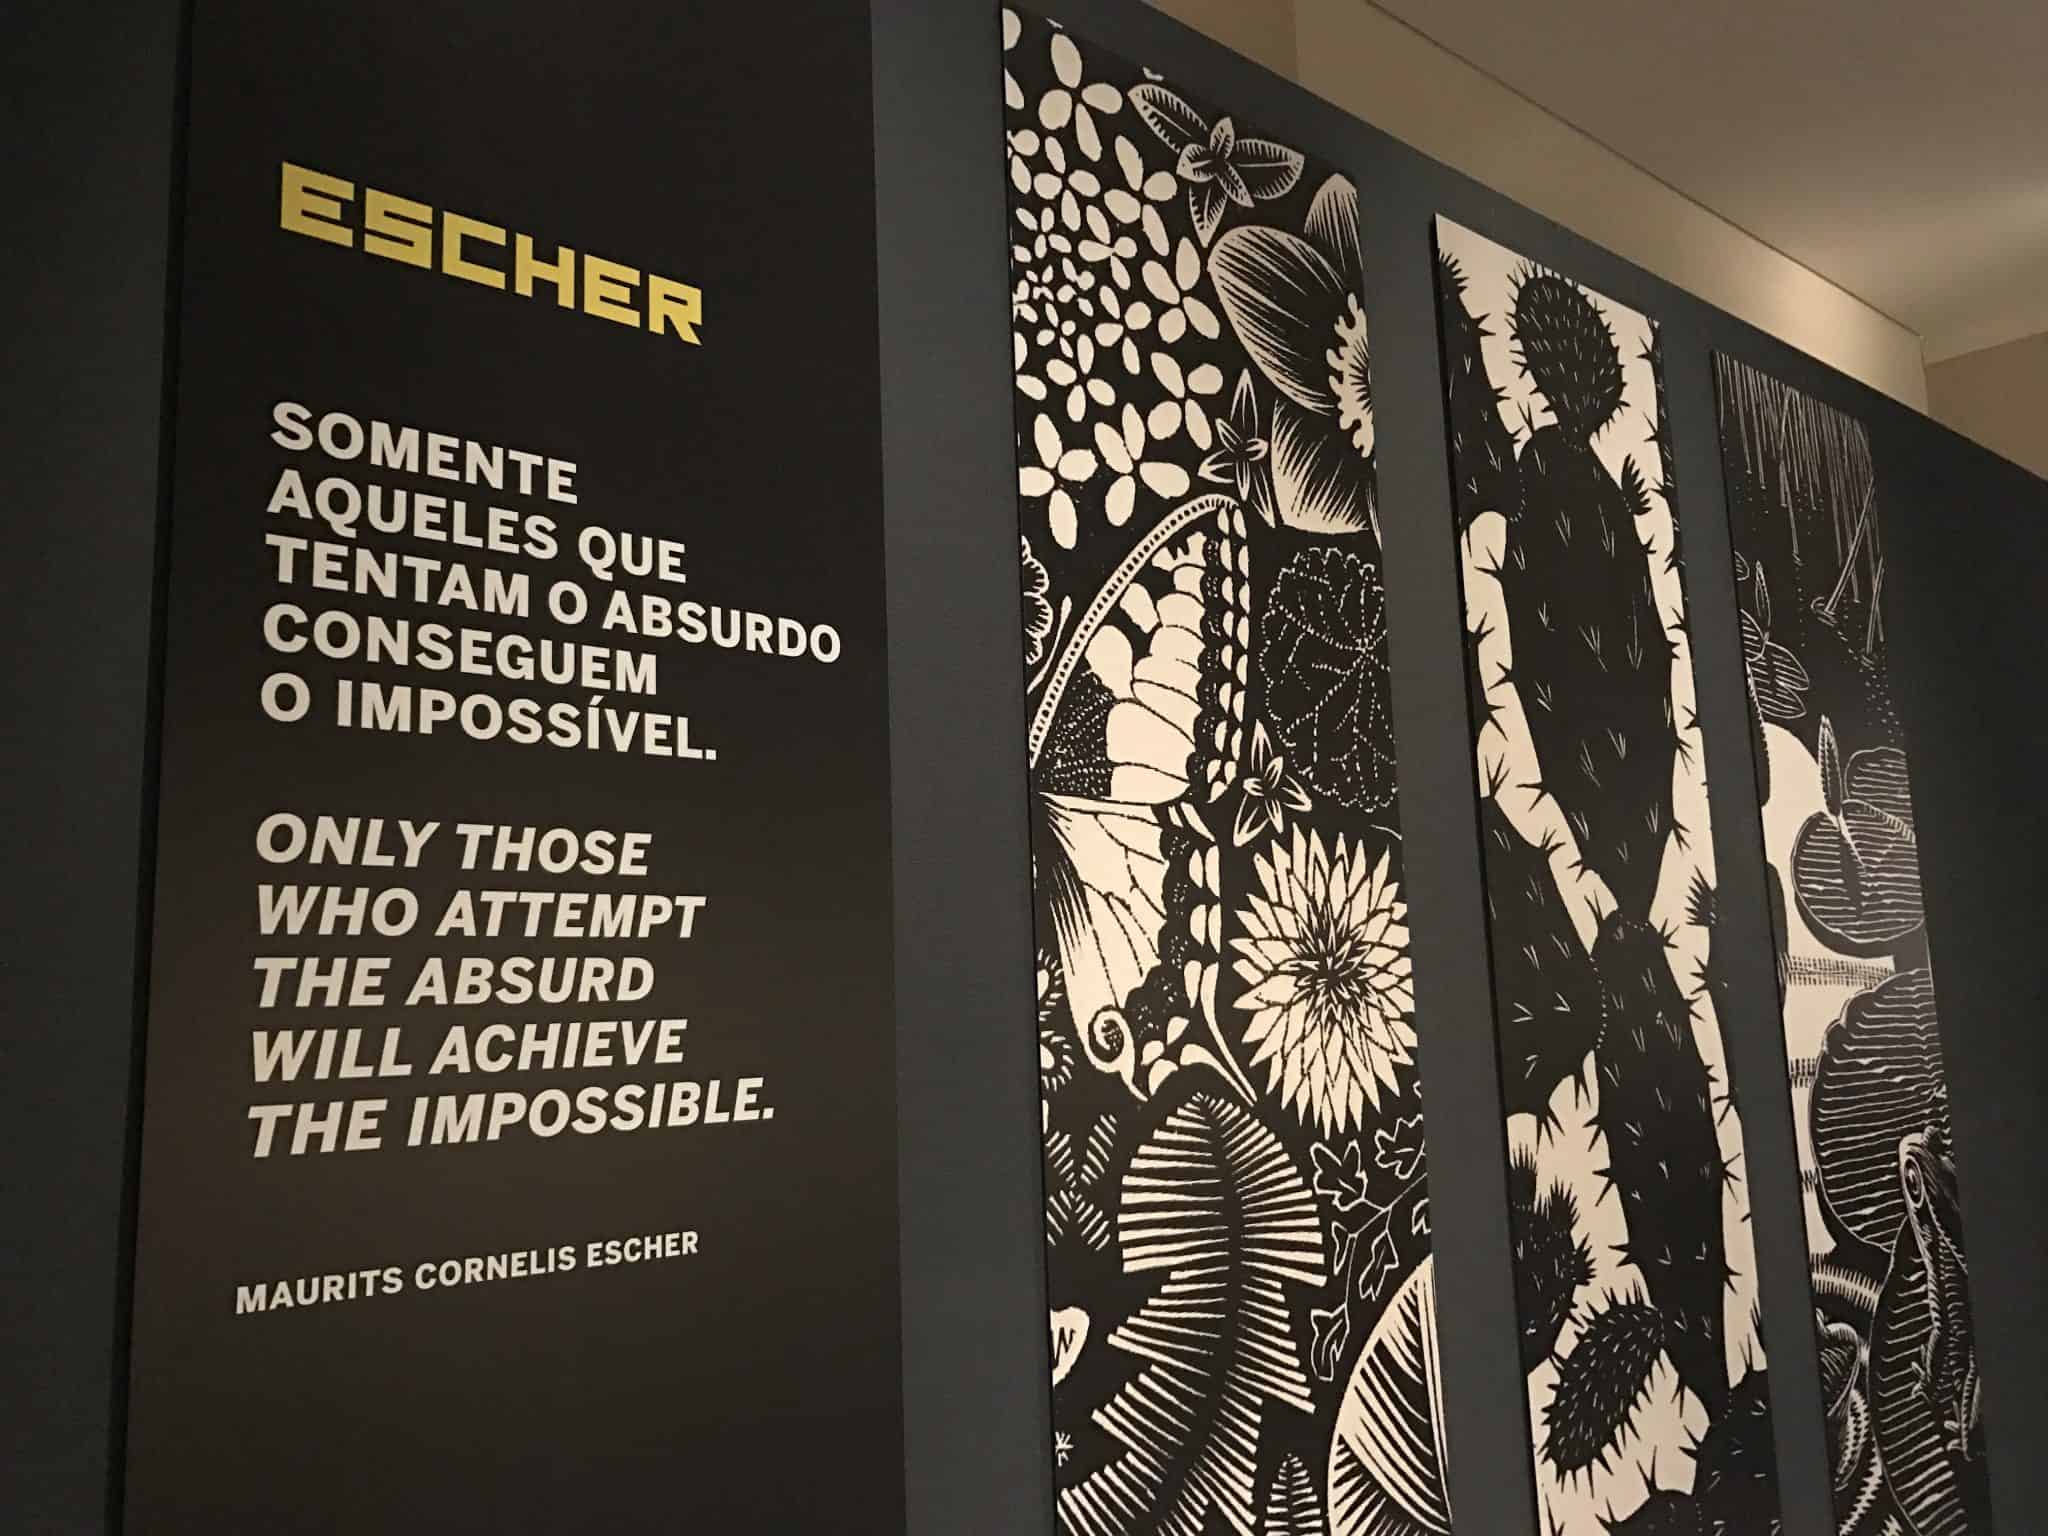 ESCHER
SOMENTE
AQUELES QUE
TENTAM O ABSURDO
CONSEGUEM
O IMPOSSÍVEL.
ONLY THOSE
WHO ATTEMPT
THE ABSURD
WILL ACHIEVE
THE IMPOSSIBLE.
MAURITS CORNELIS ESCHER